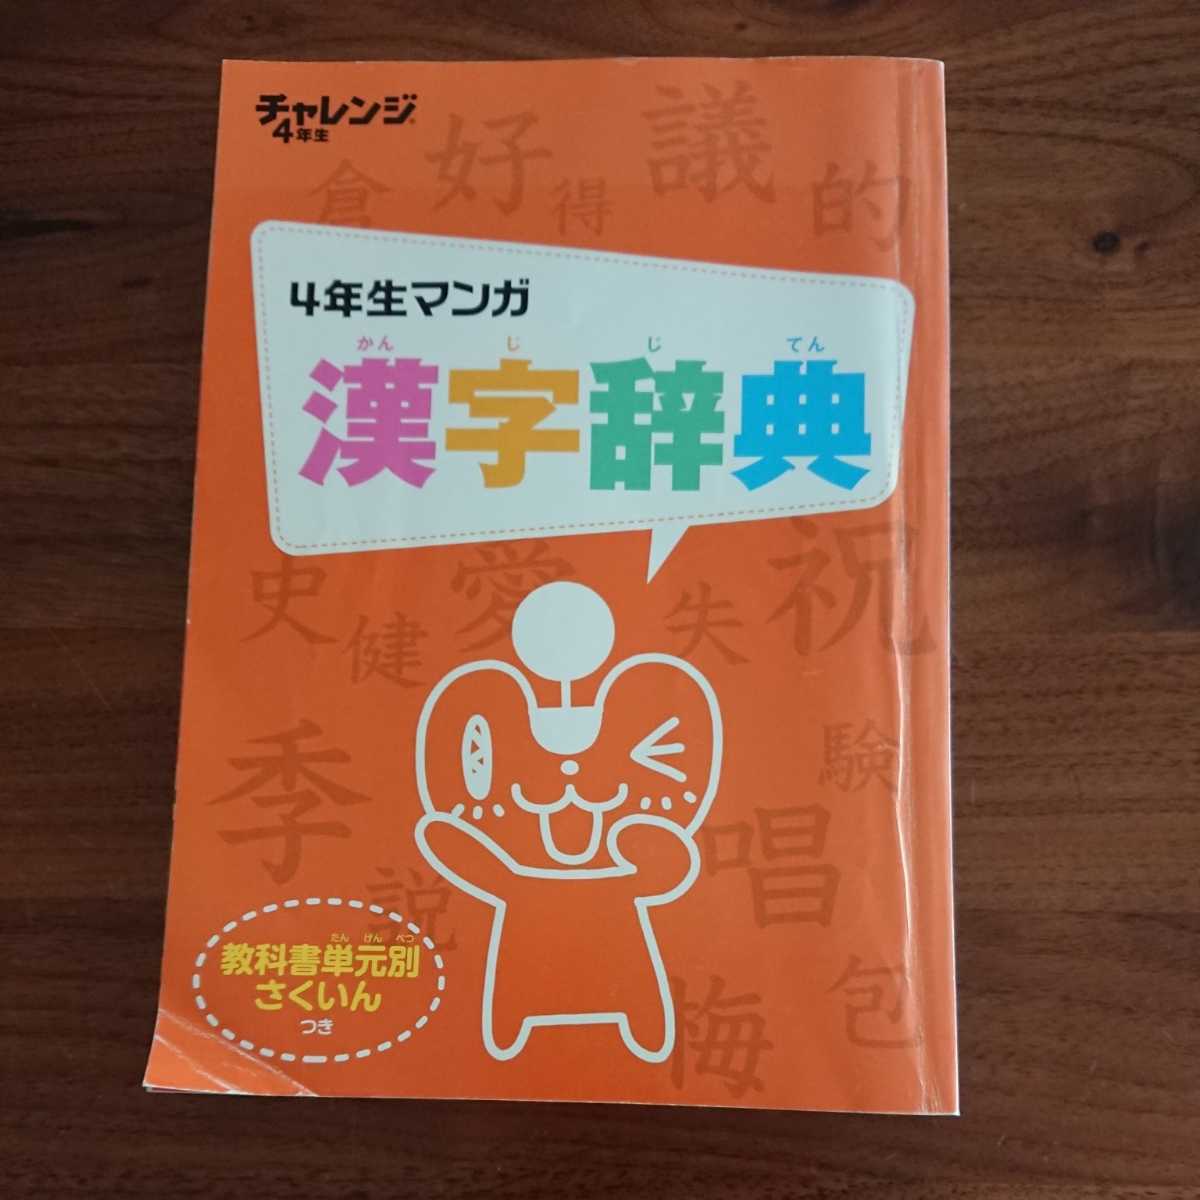 チャレンジ
4年生
好
議
倉
得
的
4年生マンガ
かん じ じ てん
漢字辞典
史
健
愛
失
祝
季
験
唱
説
たん げん べつ
教科書単元別
さくいん
つき
梅
包